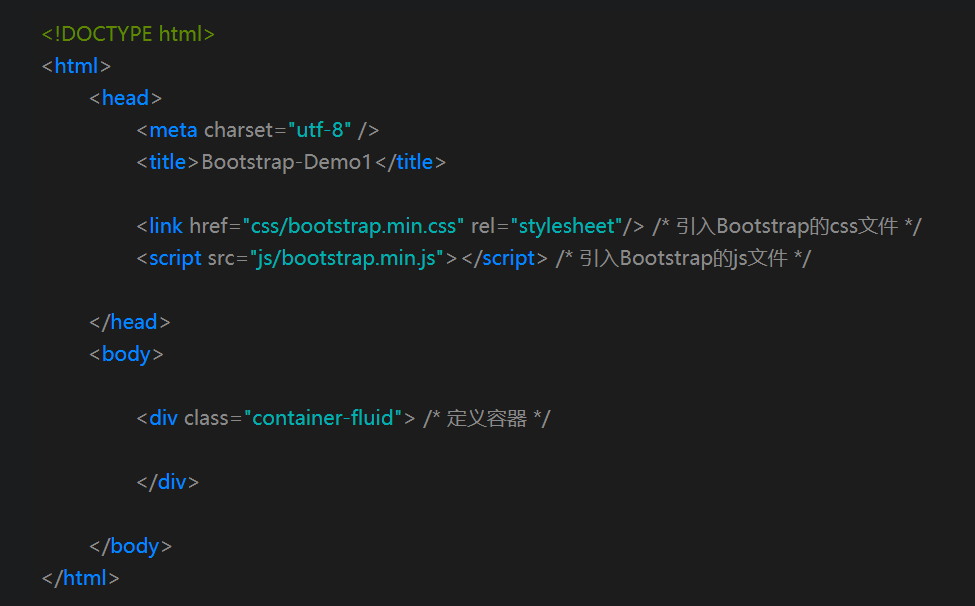 <!DOCTYPE html>
<html>
<head>
<meta charset="utf-8" />
<title>Bootstrap-Demo1</title>
<link href="css/bootstrap.min.css" rel="stylesheet"/> /* 引入Bootstrap的css文件 */
<script src="js/bootstrap.min.js"></script> /* 引入Bootstrap的js文件 */
</head>
<body>
<div class="container-fluid"> /* 定义容器 */
</div>
</body>
</html>